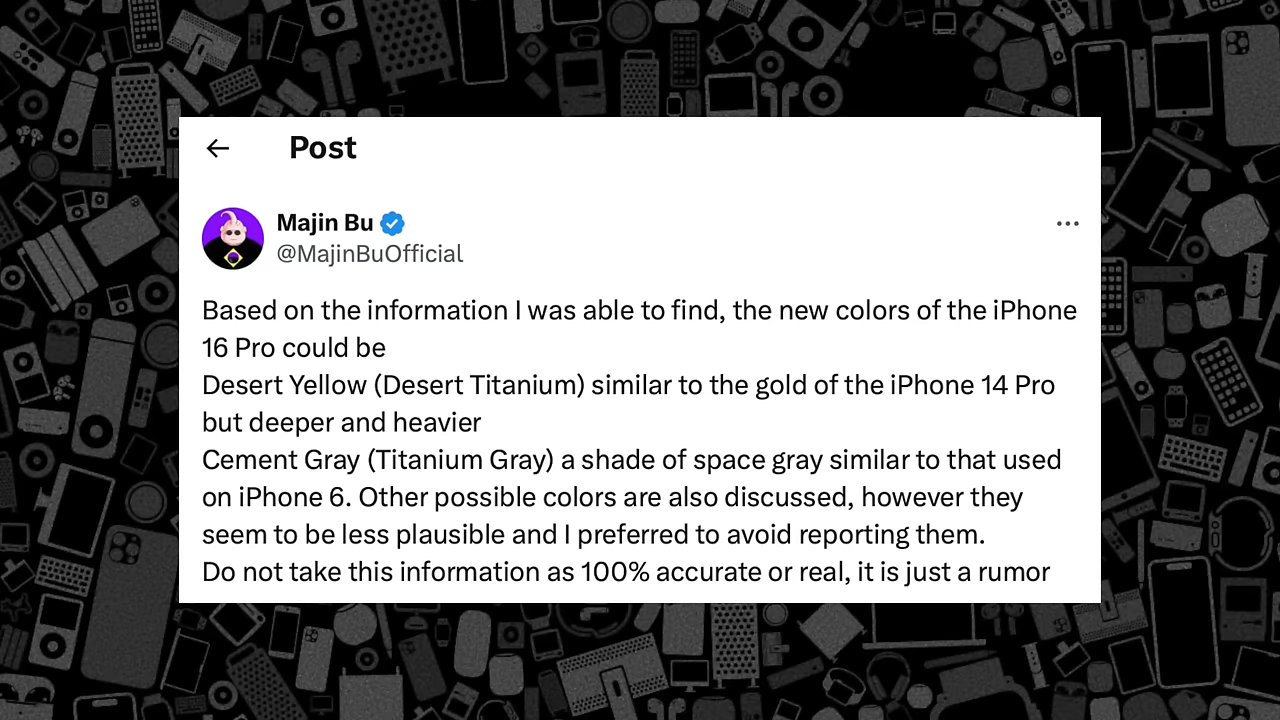 Post
Majin Bu
@MajinBuOfficial
Based on the information I was able to find, the new colors of the iPhone
16 Pro could be
Desert Yellow (Desert Titanium) similar to the gold of the iPhone 14 Pro
but deeper and heavier
Cement Gray (Titanium Gray) a shade of space gray similar to that used
on iPhone 6. Other possible colors are also discussed, however they
seem to be less plausible and I preferred to avoid reporting them.
Do not take this information as 100% accurate or real, it is just a rumor